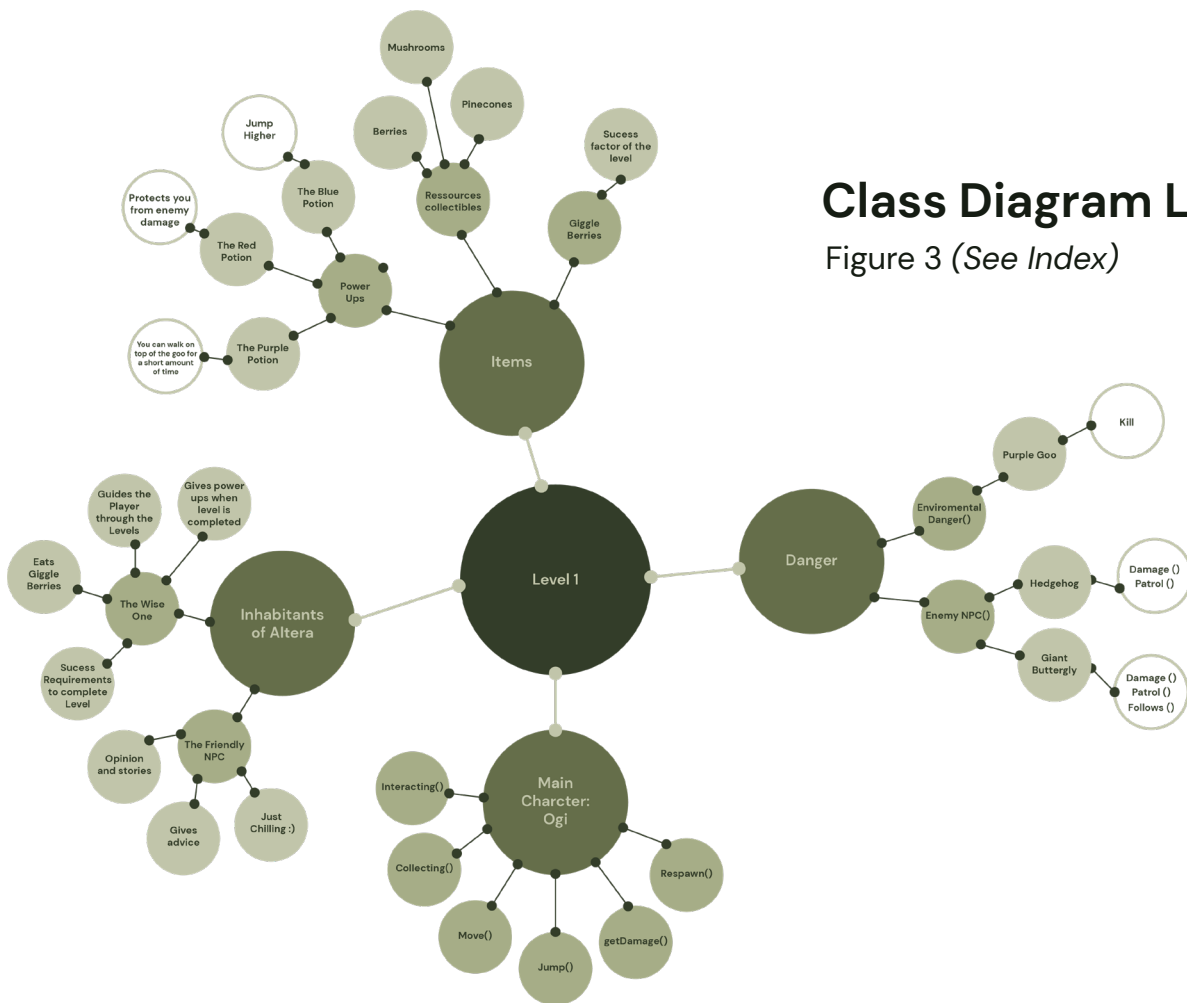 Class Diagram L
Figure 3 (See Index)
Mushrooms
Pinecones
Berries
Jump
Higher
Sucess
factor of the
level
Protects you
from enemy
damage
The Blue
Potion
Ressources
collectibles
Giggle
Berries
The Red
Potion
Power
Ups
You can walk on
top of the goo for
a short amount
of time
The Purple
Potion
Items
Kill
Purple Goo
Enviromental
Danger()
Danger
Damage ()
Patrol ()
Hedgehog
Enemy NPC()
Giant
Buttergly
Damage ()
Patrol ()
Follows ()
Level 1
Guides the
Player
through the
Levels
Gives power
ups when
level is
completed
Eats
Giggle
Berries
The Wise
One
Inhabitants
of Altera
Sucess
Requirements
to complete
Level
The Friendly
NPC
Opinion
and stories
Gives
advice
Just
Chilling :)
Main
Charcter:
Ogi
Interacting()
Collecting()
Move()
Jump()
getDamage()
Respawn()